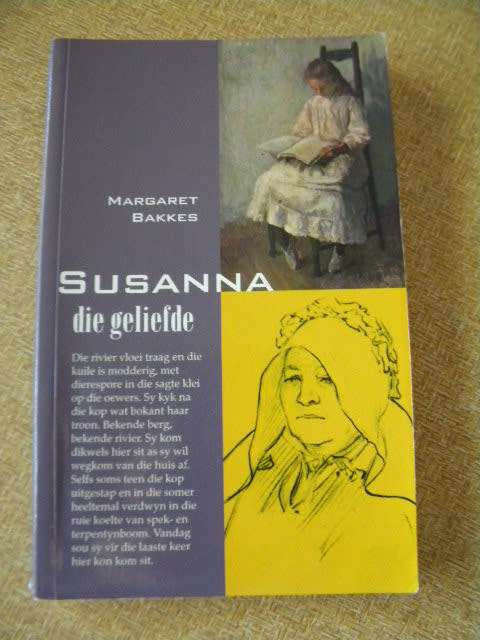 MARGARET
BAKKES
SUSANNA
die geliefde
Die rivier vloei traag en die
kuile is modderig, met
dierespore in die sagte klei
op die oewers. Sy kyk na
die kop wat bokant haar
troon. Bekende berg,
bekende rivier. Sy kom
dikwels hier sit as sy wil
wegkom van die huis af.
Selfs soms teen die kop
uitgestap en in die somer
heeltemal verdwyn in die
ruie koelte van spek- en
terpentynboom. Vandag
sou sy vir die laaste keer
hier kon kom sit.